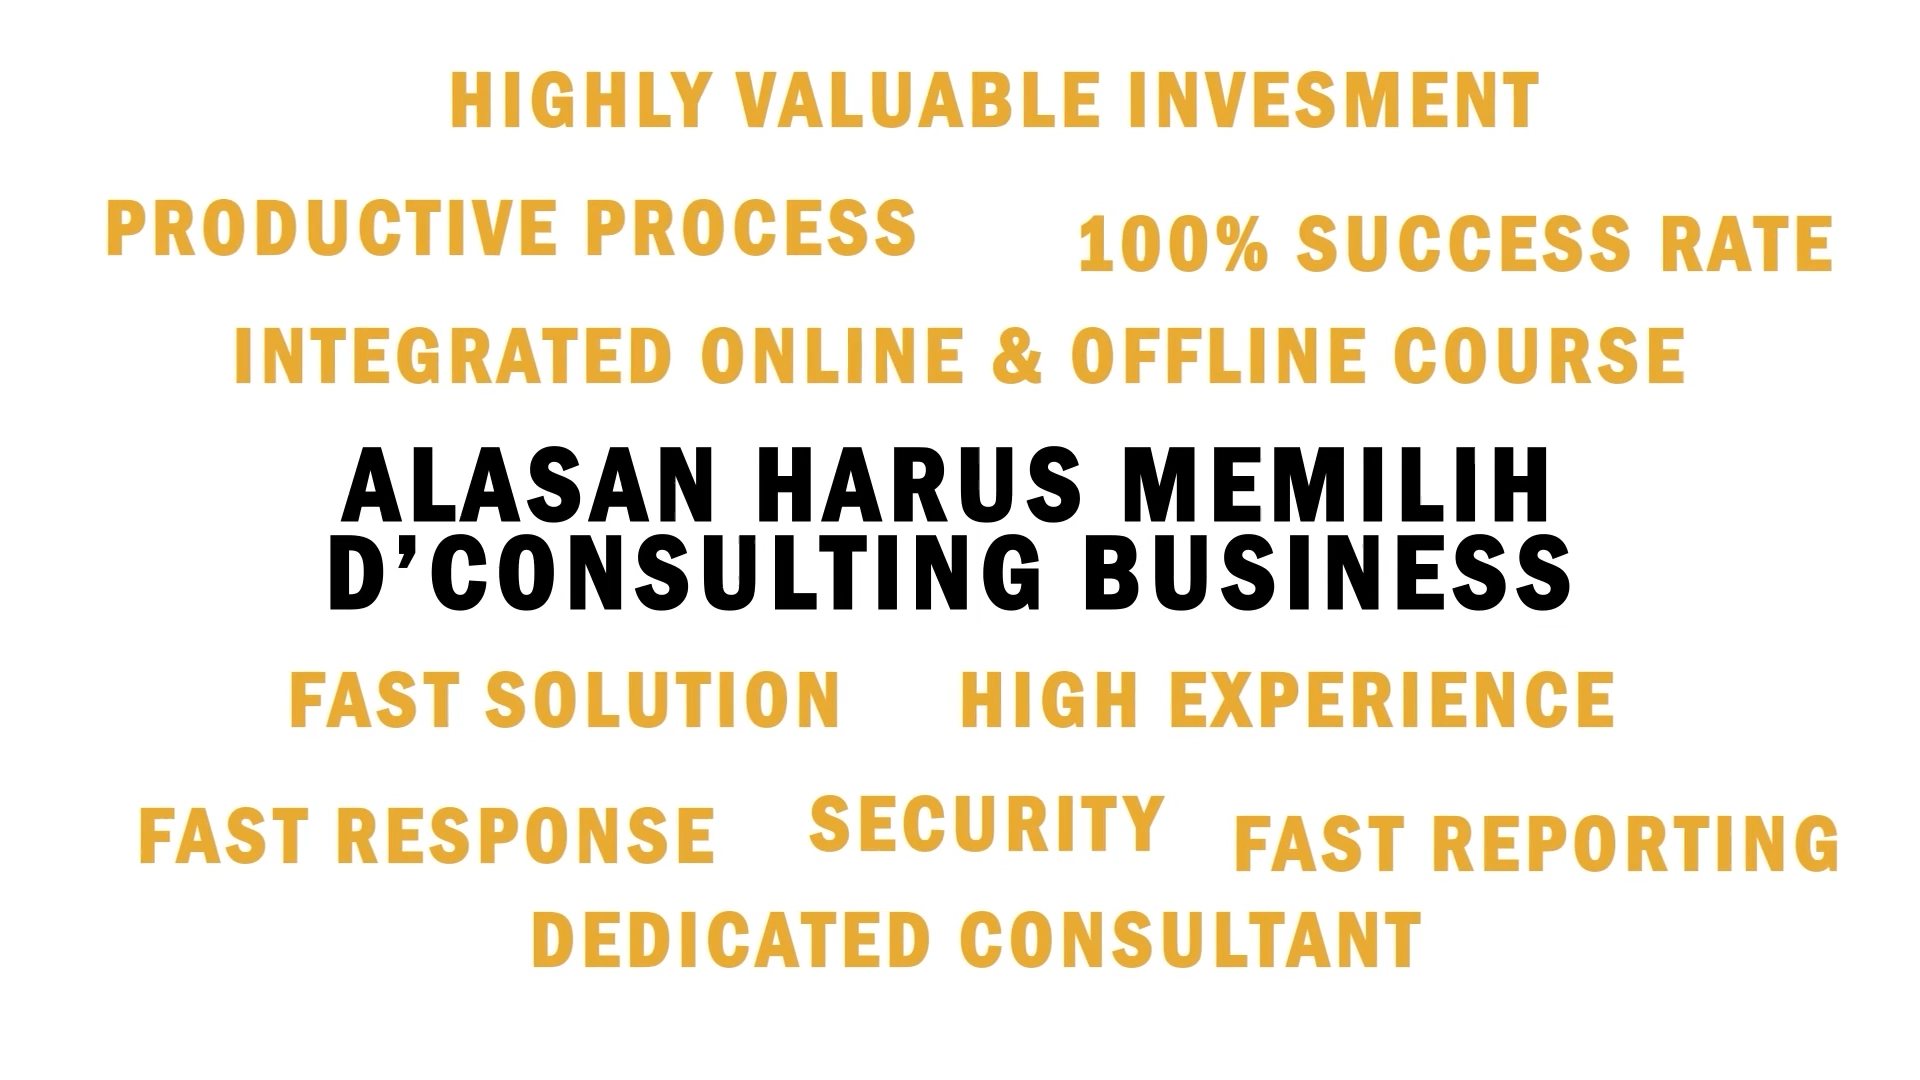 HIGHLY VALUABLE INVESMENT
PRODUCTIVE PROCESS
100% SUCCESS RATE
INTEGRATED ONLINE & OFFLINE COURSE
ALASAN HARUS MEMILIH
D’CONSULTING BUSINESS
FAST SOLUTION
HIGH EXPERIENCE
FAST RESPONSE
SECURITY
FAST REPORTING
DEDICATED CONSULTANT